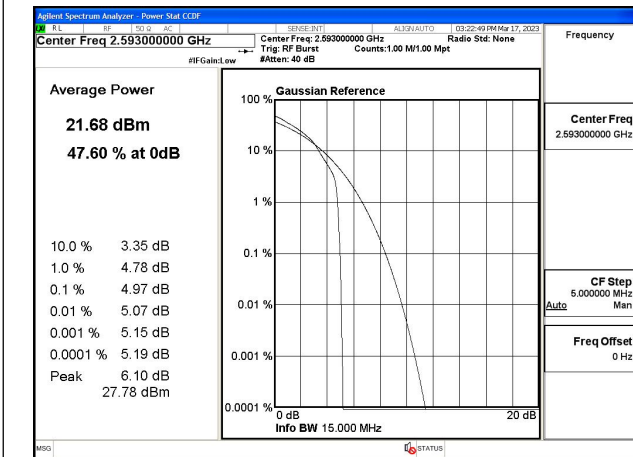 Agilent Spectrum Analyzer - Power Stat CCDF
RL RF 50 Ω AC SENSE:INT ALIGNAUTO 03:22:49 PM Mar 17, 2023
Center Freq 2.593000000 GHz
Center Freq: 2.593000000 GHz Radio Std: None
Trig: RF Burst Counts:1.00 M/1.00 Mpt
#IFGain:Low #Atten: 40 dB
Frequency
Average Power
21.68 dBm
47.60 % at 0dB
10.0 % 3.35 dB
1.0 % 4.78 dB
0.1 % 4.97 dB
0.01 % 5.07 dB
0.001 % 5.15 dB
0.0001 % 5.19 dB
Peak 6.10 dB
27.78 dBm
Gaussian Reference
100 %
10 %
1 %
0.1 %
0.01 %
0.001 %
0.0001 %
0 dB 20 dB
Info BW 15.000 MHz
Center Freq
2.593000000 GHz
CF Step
5.000000 MHz
Auto Man
Freq Offset
0 Hz
MSG STATUS